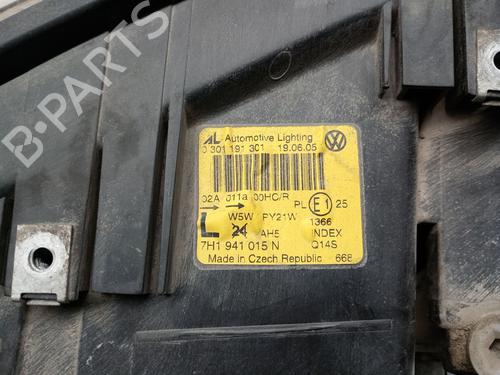 B-PARTS
AL Automotive Lighting
0 301 191 301 19.06.05
02A 011a 00HC/R PL E1 25
L W5W PY21W 1366
24 AH5 INDEX
7H1 941 015 N Q14S
Made in Czech Republic 668